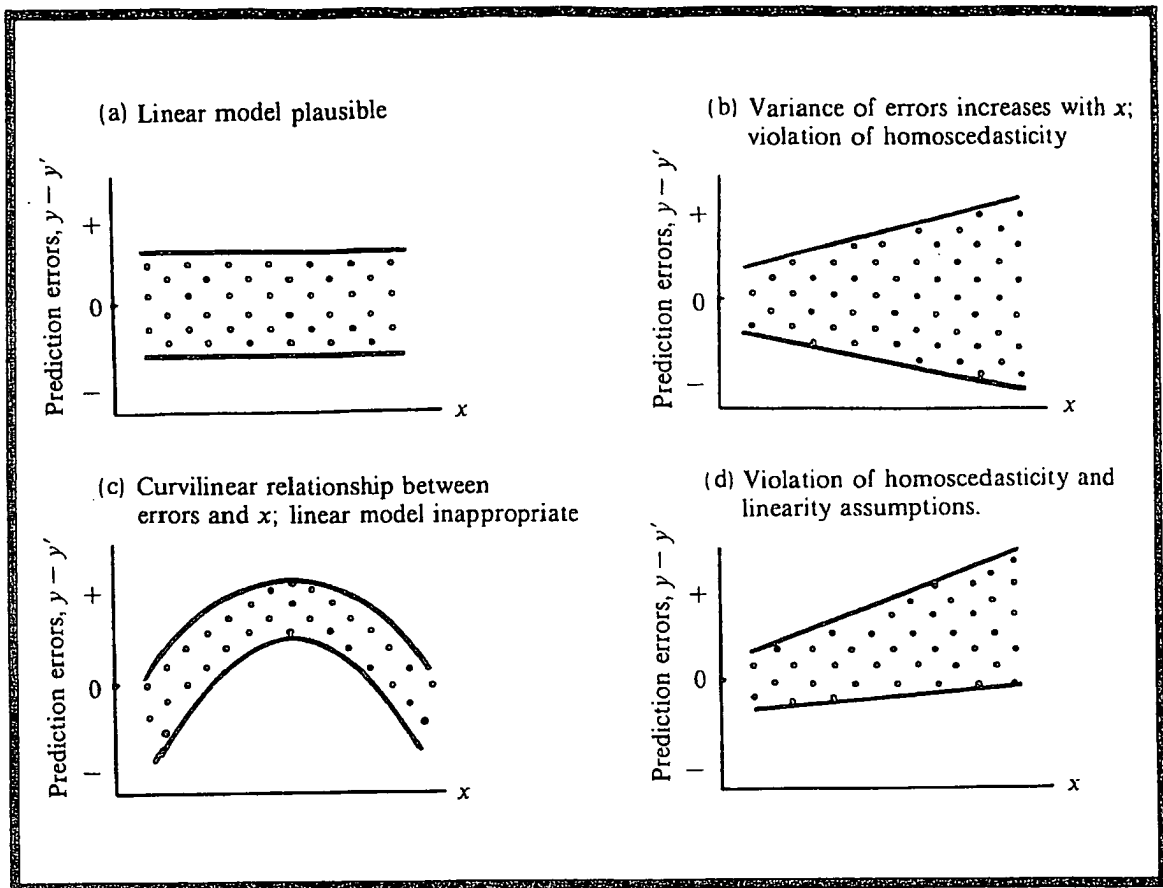 (a) Linear model plausible
Prediction errors, y − y′
+
0
−
x
(b) Variance of errors increases with x;
violation of homoscedasticity
Prediction errors, y − y′
+
0
−
x
(c) Curvilinear relationship between
errors and x; linear model inappropriate
Prediction errors, y − y′
+
0
−
x
(d) Violation of homoscedasticity and
linearity assumptions.
Prediction errors, y − y′
+
0
−
x